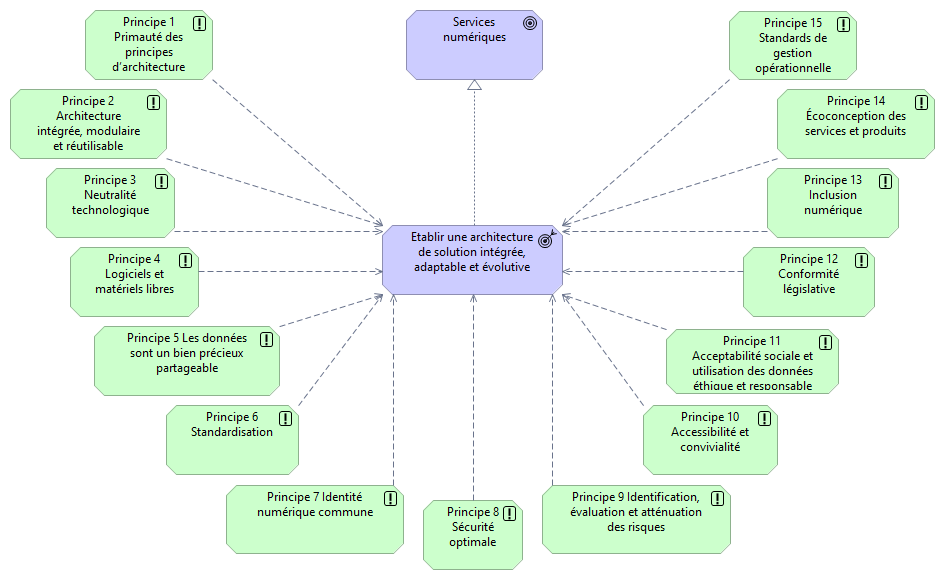 Principe 1
Primauté des
principes
d'architecture
Services
numériques
Principe 15
Standards de
gestion
opérationnelle
Principe 2
Architecture
intégrée, modulaire
et réutilisable
Principe 14
Écoconception des
services et produits
Principe 3
Neutralité
technologique
Principe 13
Inclusion
numérique
Etablir une architecture
de solution intégrée,
adaptable et évolutive
Principe 4
Logiciels et
matériels libres
Principe 12
Conformité
législative
Principe 5 Les données
sont un bien précieux
partageable
Principe 11
Acceptabilité sociale et
utilisation des données
éthique et responsable
Principe 6
Standardisation
Principe 10
Accessibilité et
convivialité
Principe 7 Identité
numérique commune
Principe 8
Sécurité
optimale
Principe 9 Identification,
évaluation et atténuation
des risques